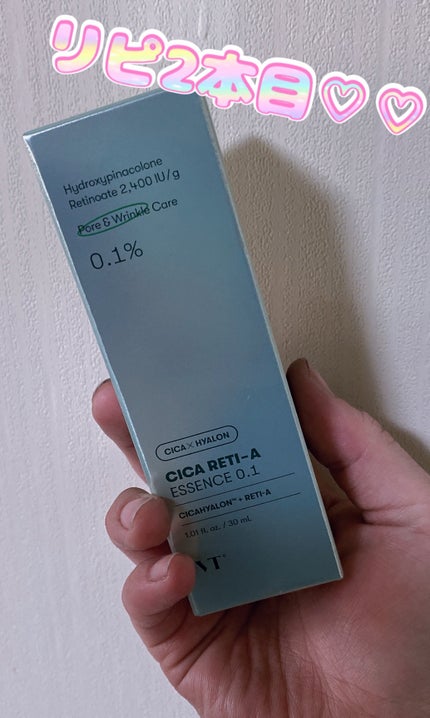 リピ2本目♡♡
Hydroxypinacolone
Retinoate 2,400 IU/g
Pore & Wrinkle Care
0.1%
CICA × HYALON
CICA RETI-A
ESSENCE 0.1
CICAHYALON™ + RETI-A
1.01 fl. oz. / 30 mL
VT®